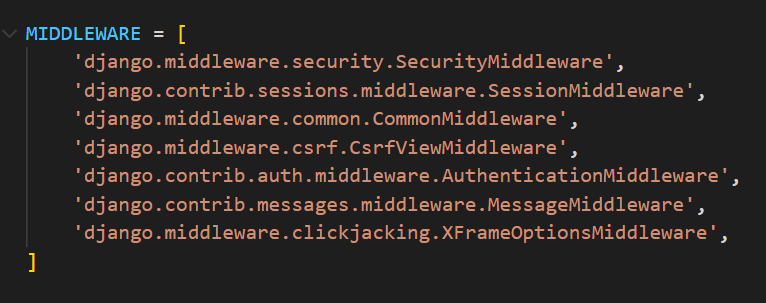 MIDDLEWARE = [
    'django.middleware.security.SecurityMiddleware',
    'django.contrib.sessions.middleware.SessionMiddleware',
    'django.middleware.common.CommonMiddleware',
    'django.middleware.csrf.CsrfViewMiddleware',
    'django.contrib.auth.middleware.AuthenticationMiddleware',
    'django.contrib.messages.middleware.MessageMiddleware',
    'django.middleware.clickjacking.XFrameOptionsMiddleware',
]